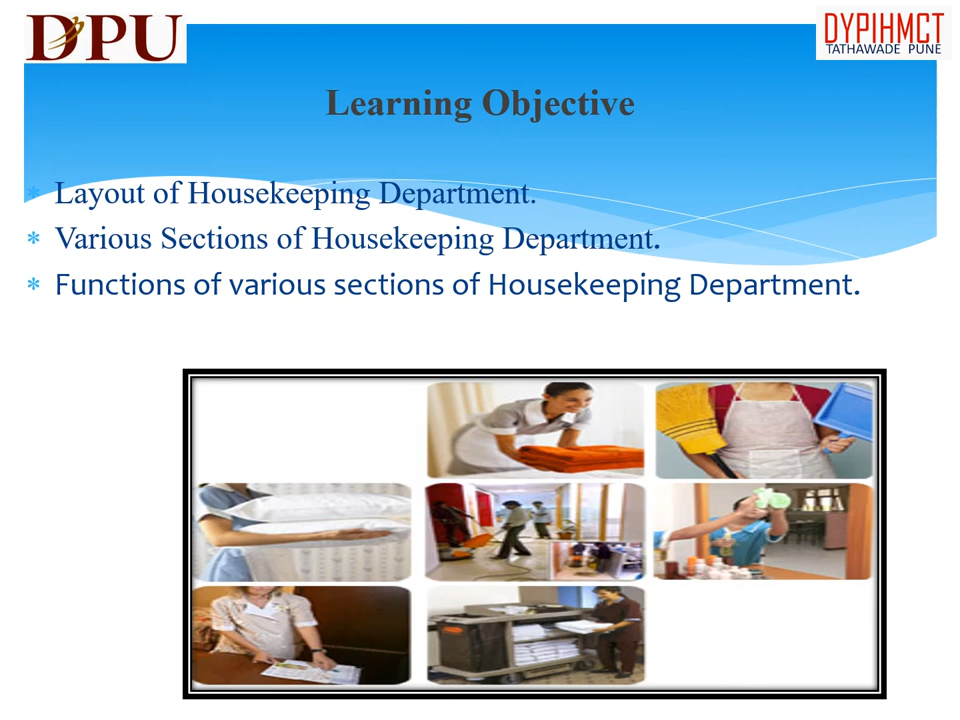 DPU
DYPIHMCT
TATHAWADE PUNE
Learning Objective
* Layout of Housekeeping Department.
* Various Sections of Housekeeping Department.
* Functions of various sections of Housekeeping Department.